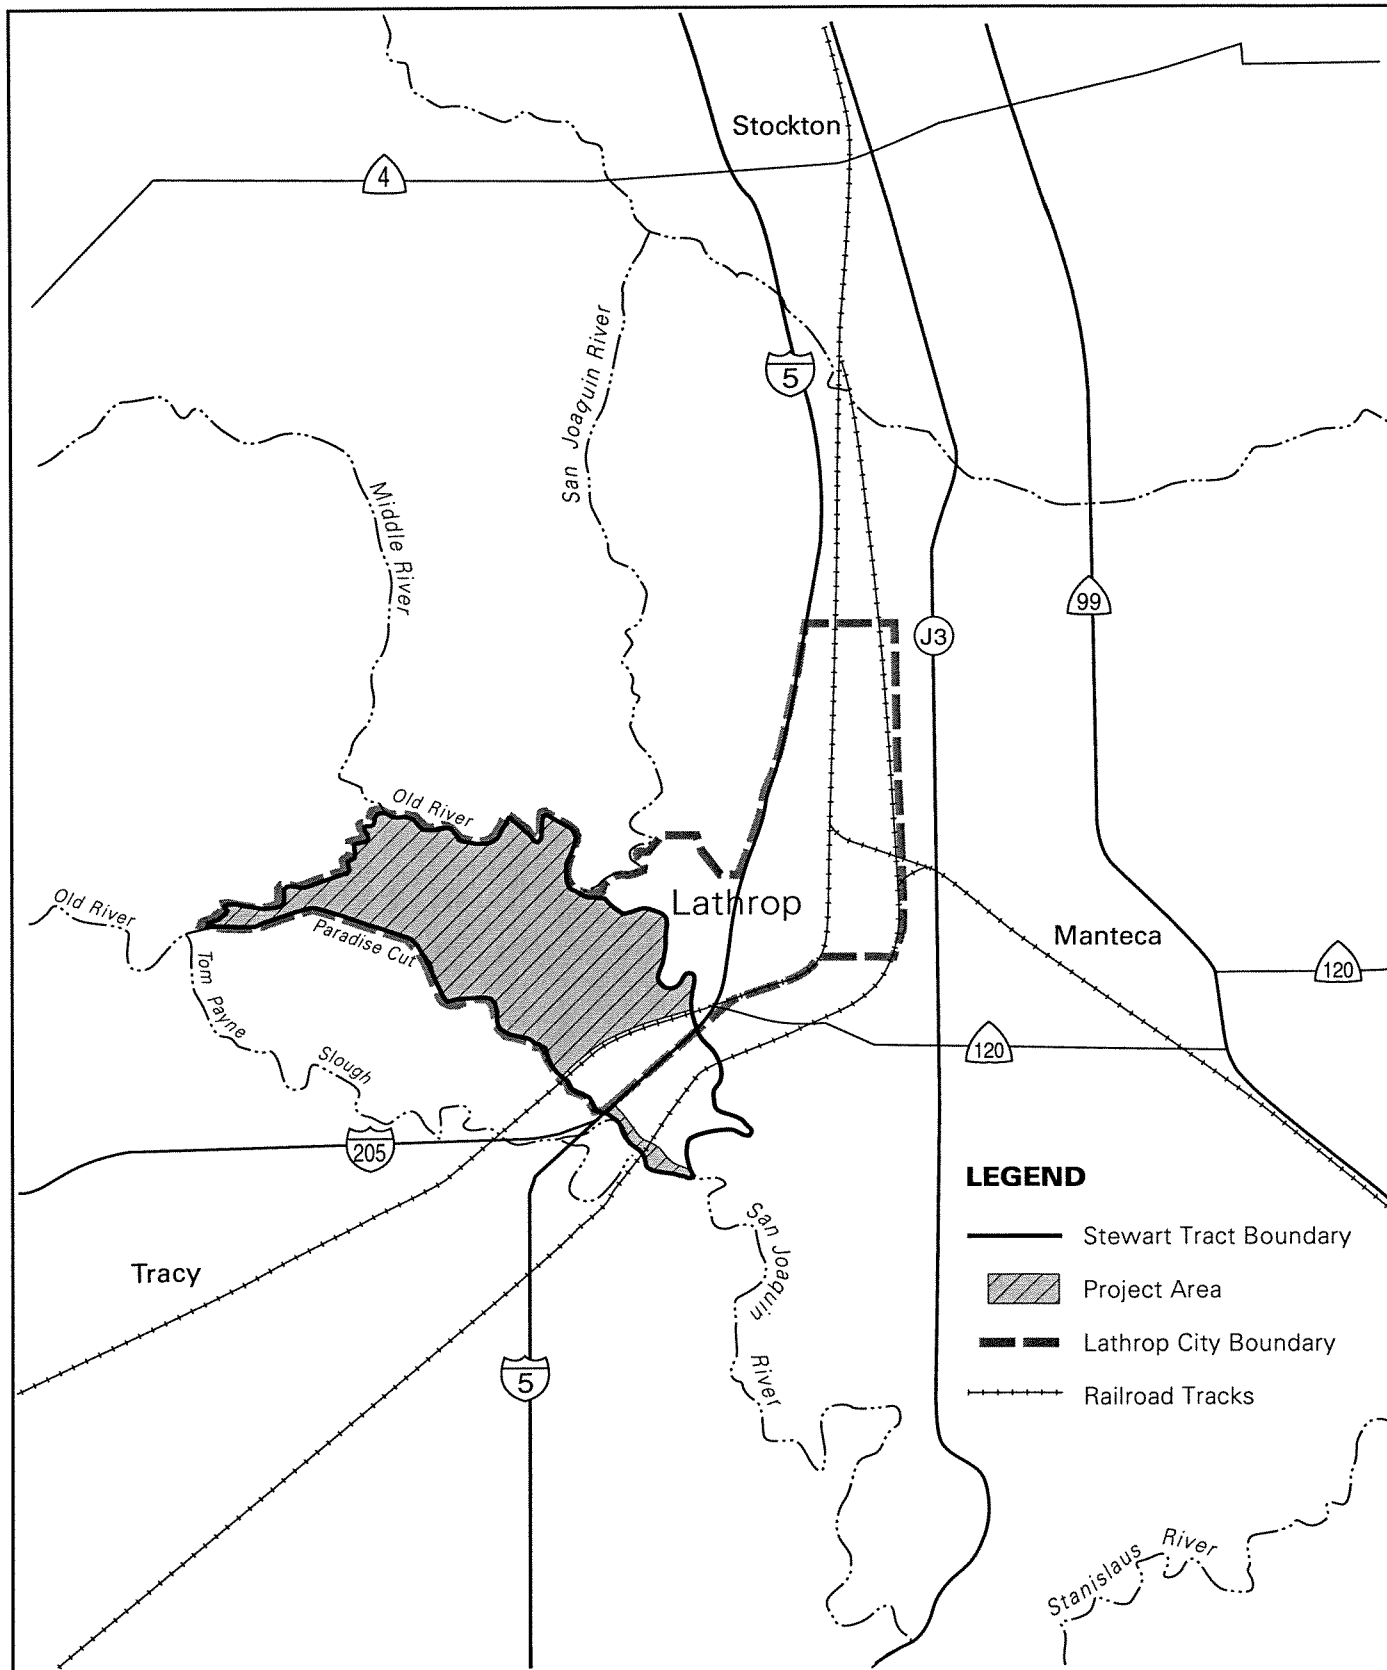 Stockton
4
San Joaquin River
5
Middle River
99
J3
Old River
Lathrop
Old River
Paradise Cut
Manteca
Tom Payne
Slough
120
120
205
LEGEND
Stewart Tract Boundary
Project Area
Lathrop City Boundary
Railroad Tracks
San Joaquin
River
Tracy
5
Stanislaus River